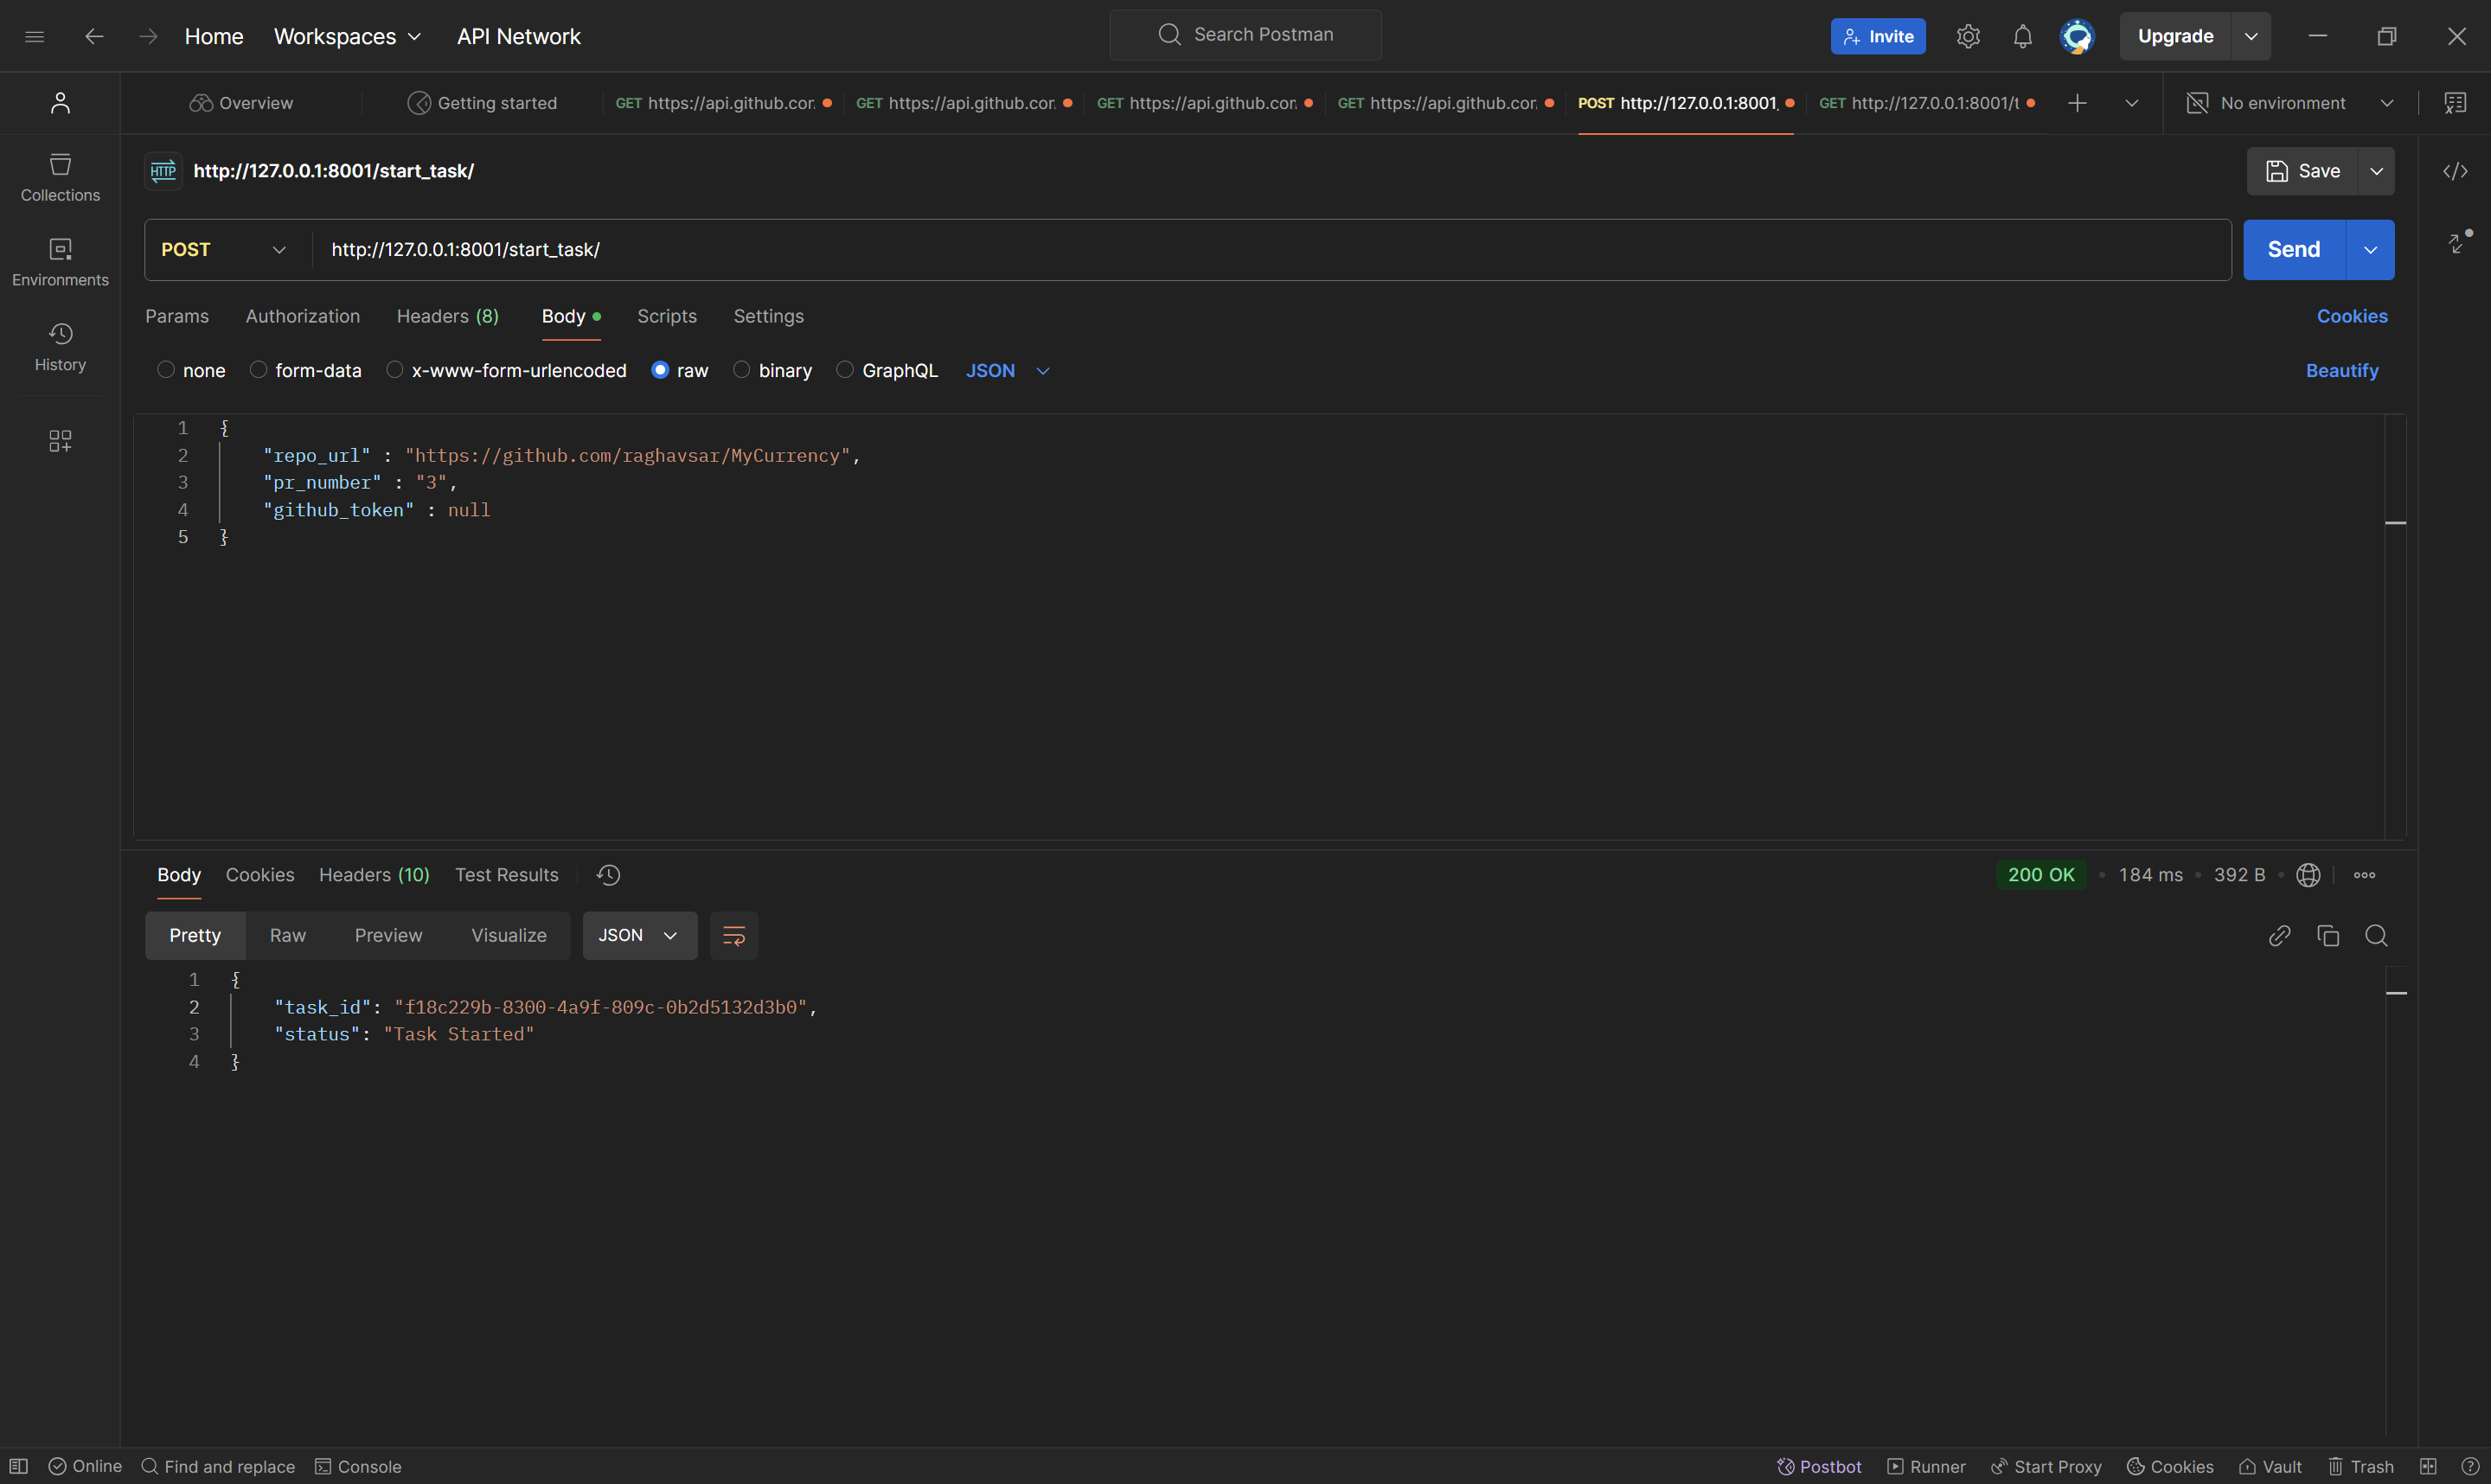 Home Workspaces API Network Search Postman Invite Upgrade
Overview Getting started GET https://api.github.cor GET https://api.github.cor GET https://api.github.cor GET https://api.github.cor POST http://127.0.0.1:8001 GET http://127.0.0.1:8001/t No environment
Collections
Environments
History
HTTP http://127.0.0.1:8001/start_task/ Save
POST http://127.0.0.1:8001/start_task/ Send
Params Authorization Headers (8) Body Scripts Settings Cookies
none form-data x-www-form-urlencoded raw binary GraphQL JSON Beautify
1 {
2 "repo_url" : "https://github.com/raghavsar/MyCurrency",
3 "pr_number" : "3",
4 "github_token" : null
5 }
Body Cookies Headers (10) Test Results 200 OK 184 ms 392 B
Pretty Raw Preview Visualize JSON
1 {
2 "task_id": "f18c229b-8300-4a9f-809c-0b2d5132d3b0",
3 "status": "Task Started"
4 }
Online Find and replace Console Postbot Runner Start Proxy Cookies Vault Trash